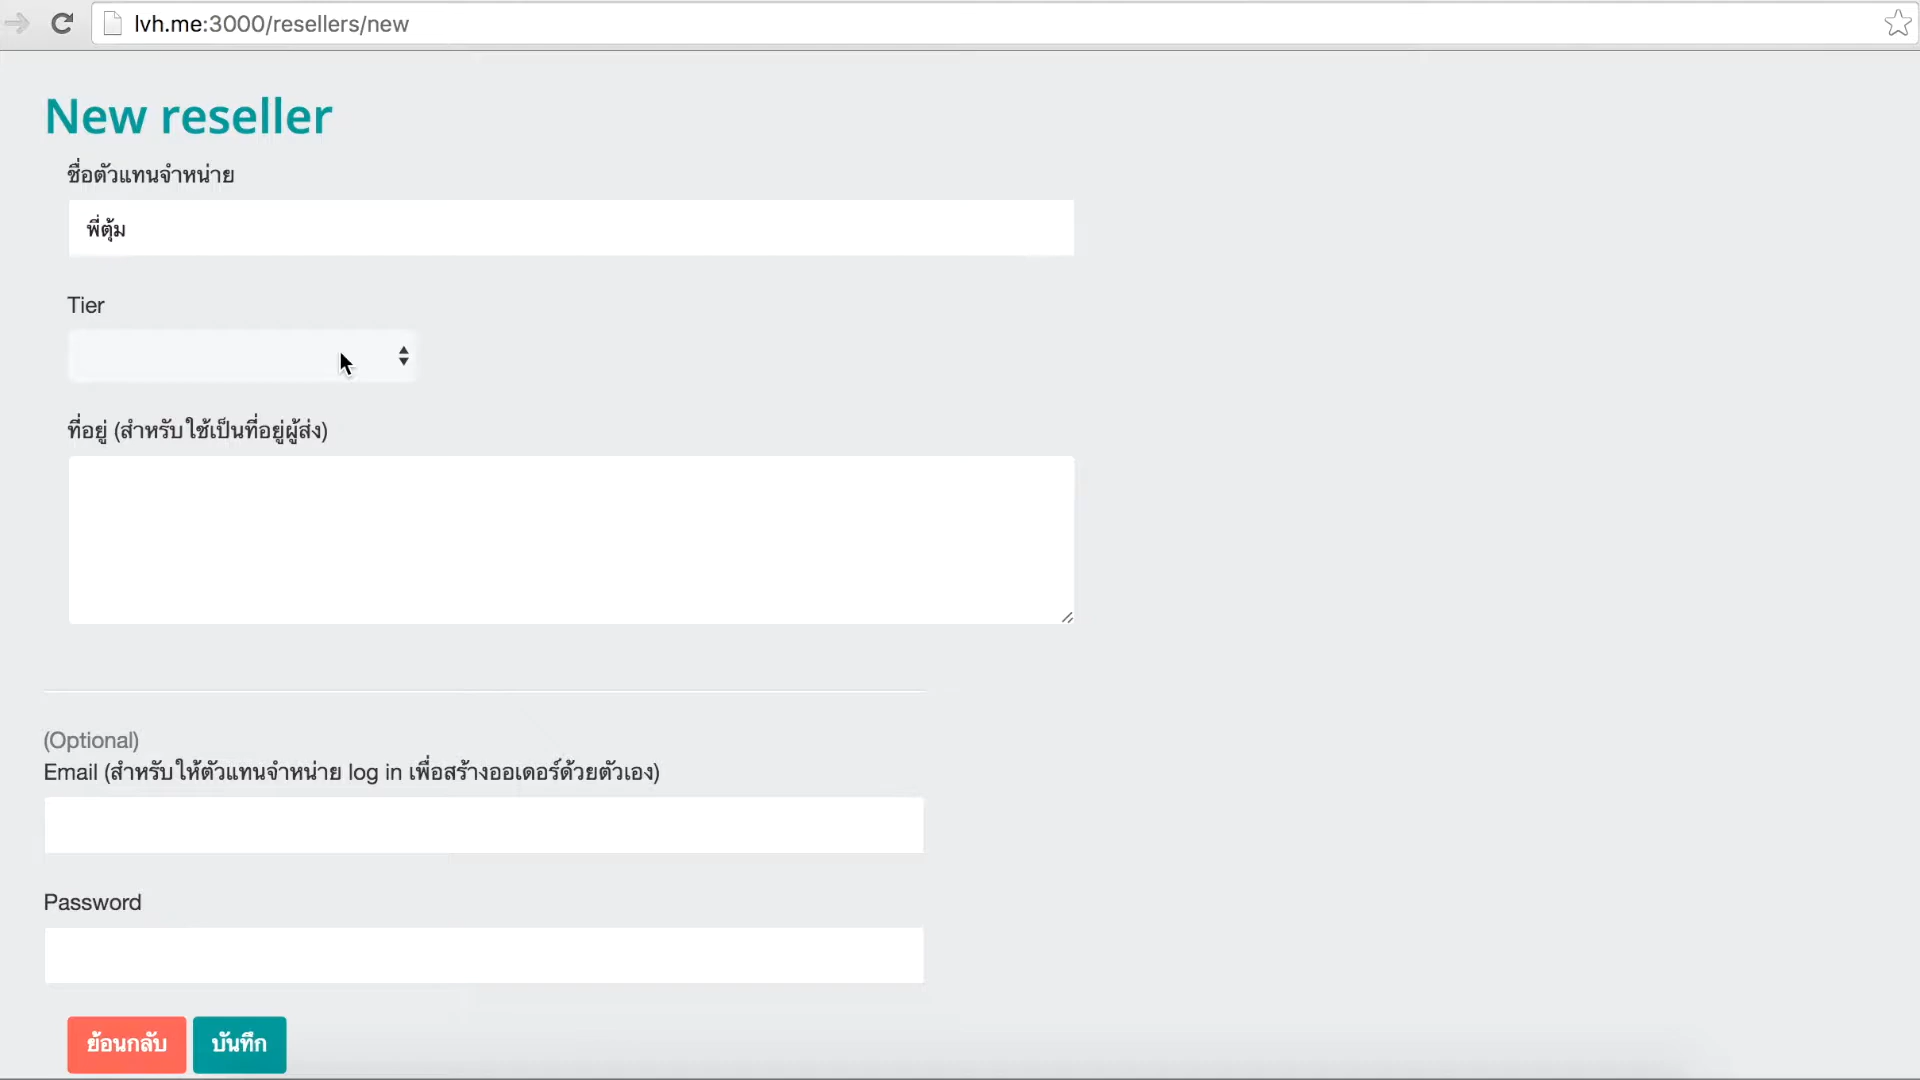 lvh.me:3000/resellers/new
New reseller
ชื่อตัวแทนจำหน่าย
พี่ตุ้ม
Tier
ที่อยู่ (สำหรับใช้เป็นที่อยู่ผู้ส่ง)
(Optional)
Email (สำหรับให้ตัวแทนจำหน่าย log in เพื่อสร้างออเดอร์ด้วยตัวเอง)
Password
ย้อนกลับ บันทึก